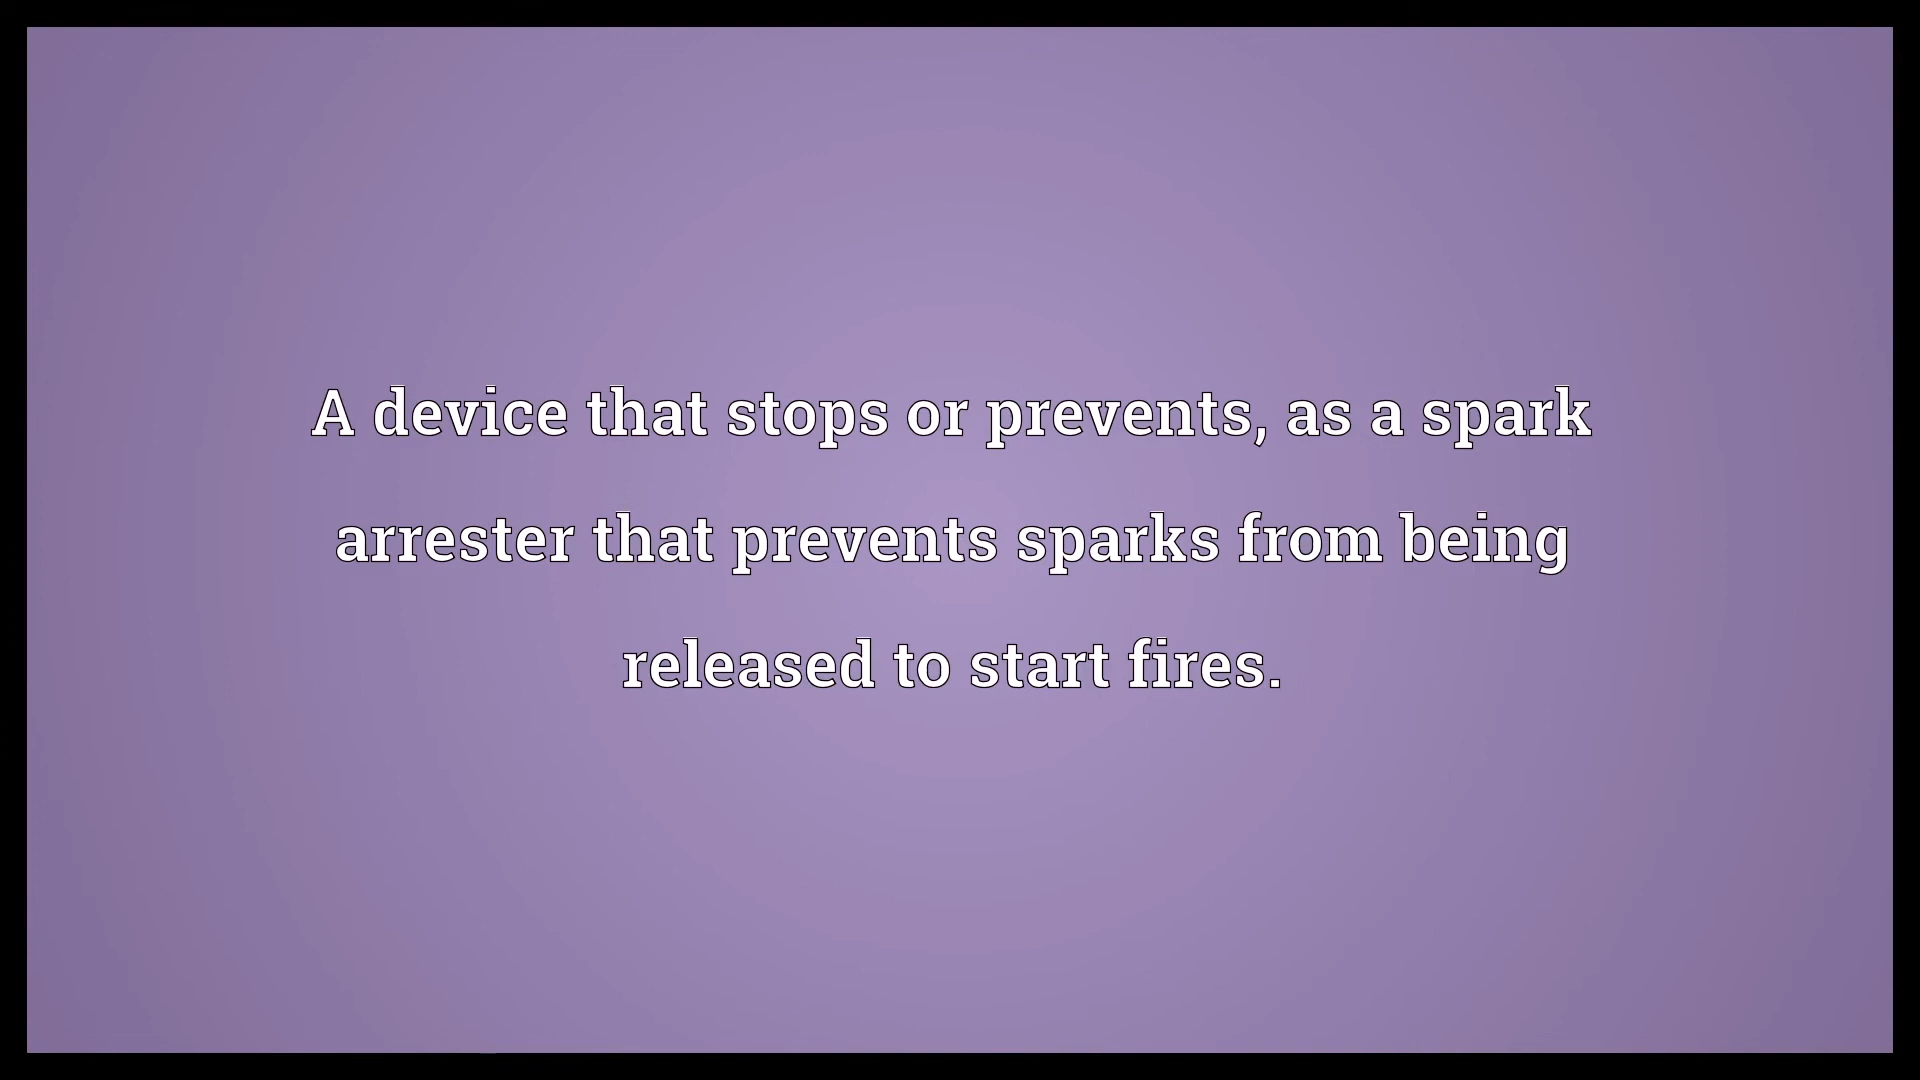 A device that stops or prevents, as a spark
arrester that prevents sparks from being
released to start fires.